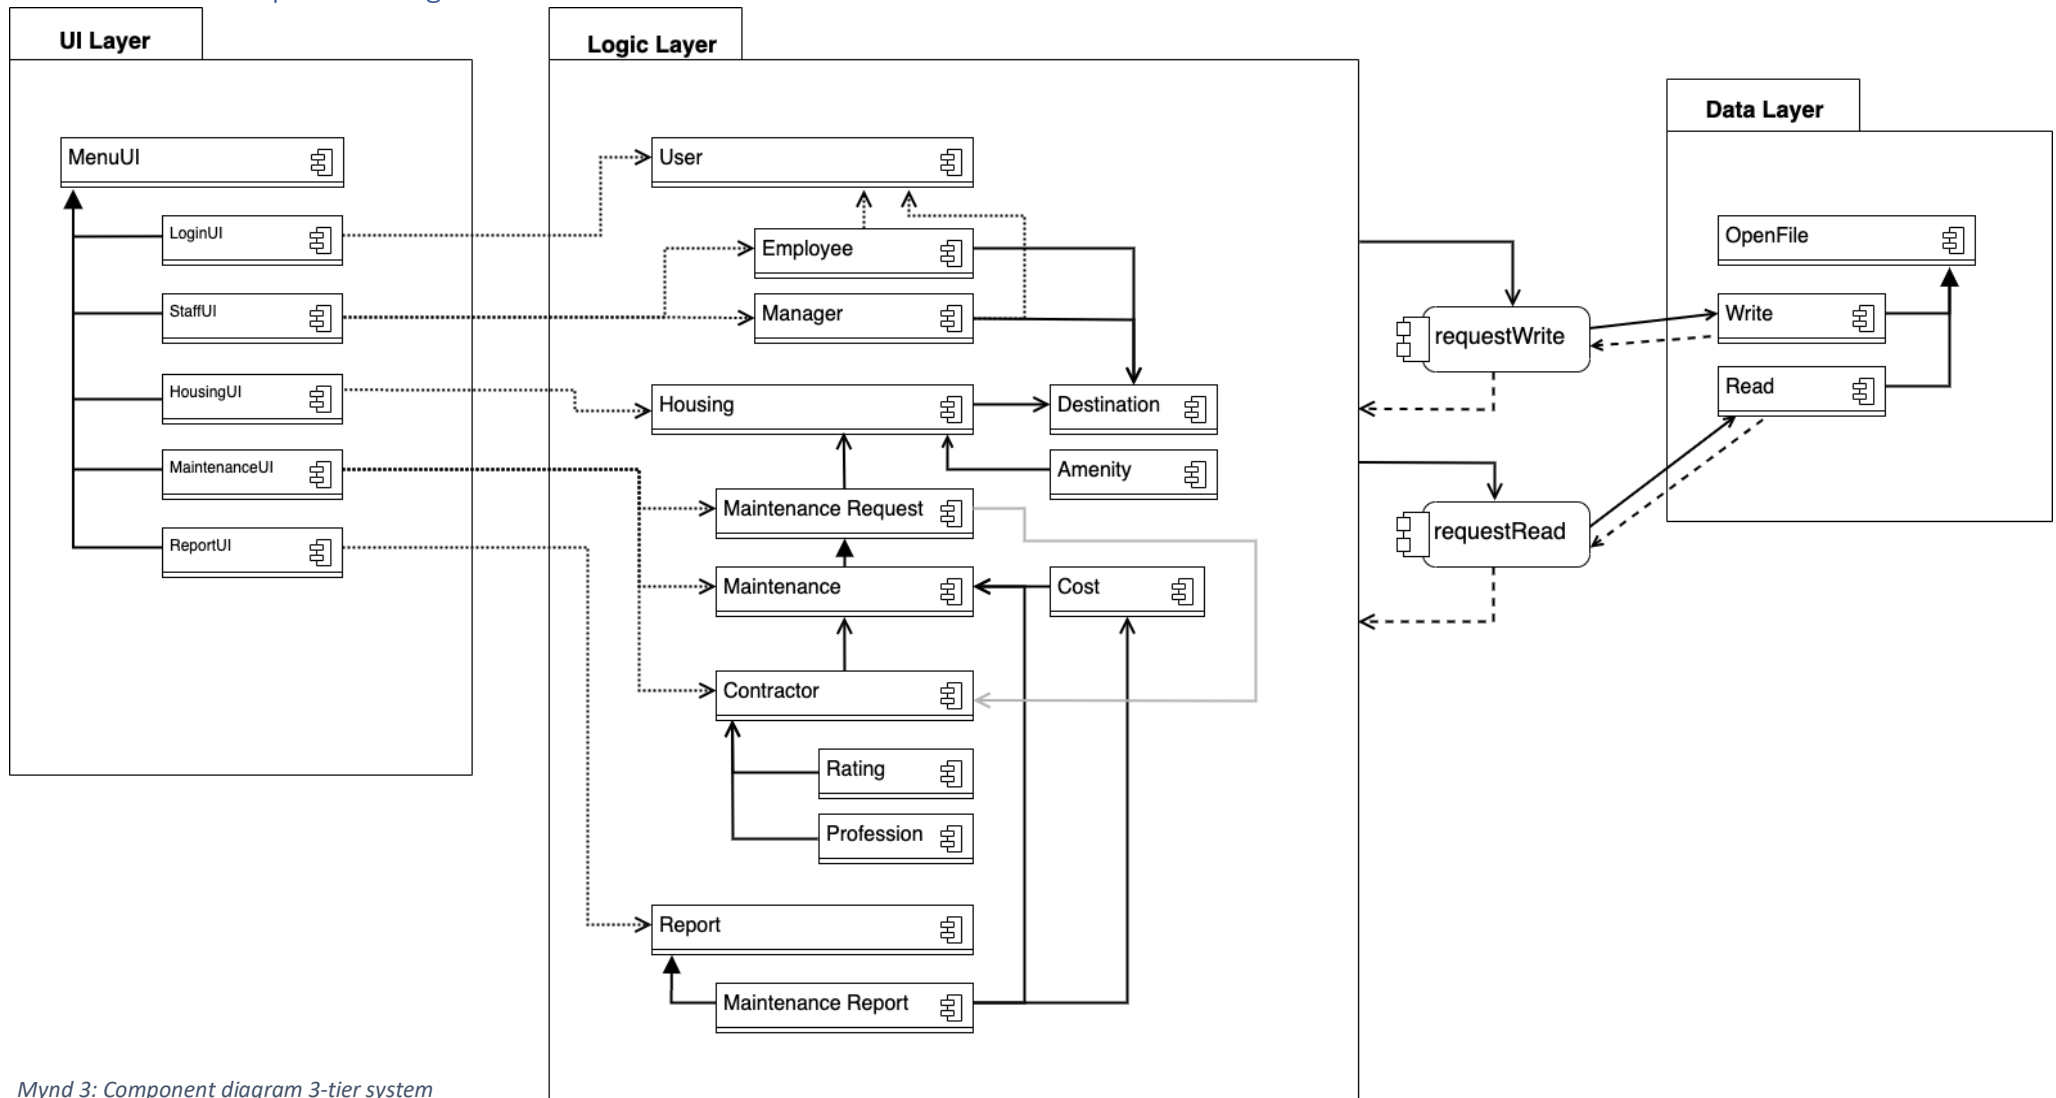 UI Layer
MenuUI
LoginUI
StaffUI
HousingUI
MaintenanceUI
ReportUI
Logic Layer
User
Employee
Manager
Housing
Destination
Amenity
Maintenance Request
Maintenance
Cost
Contractor
Rating
Profession
Report
Maintenance Report
requestWrite
requestRead
Data Layer
OpenFile
Write
Read
Mynd 3: Component diagram 3-tier system